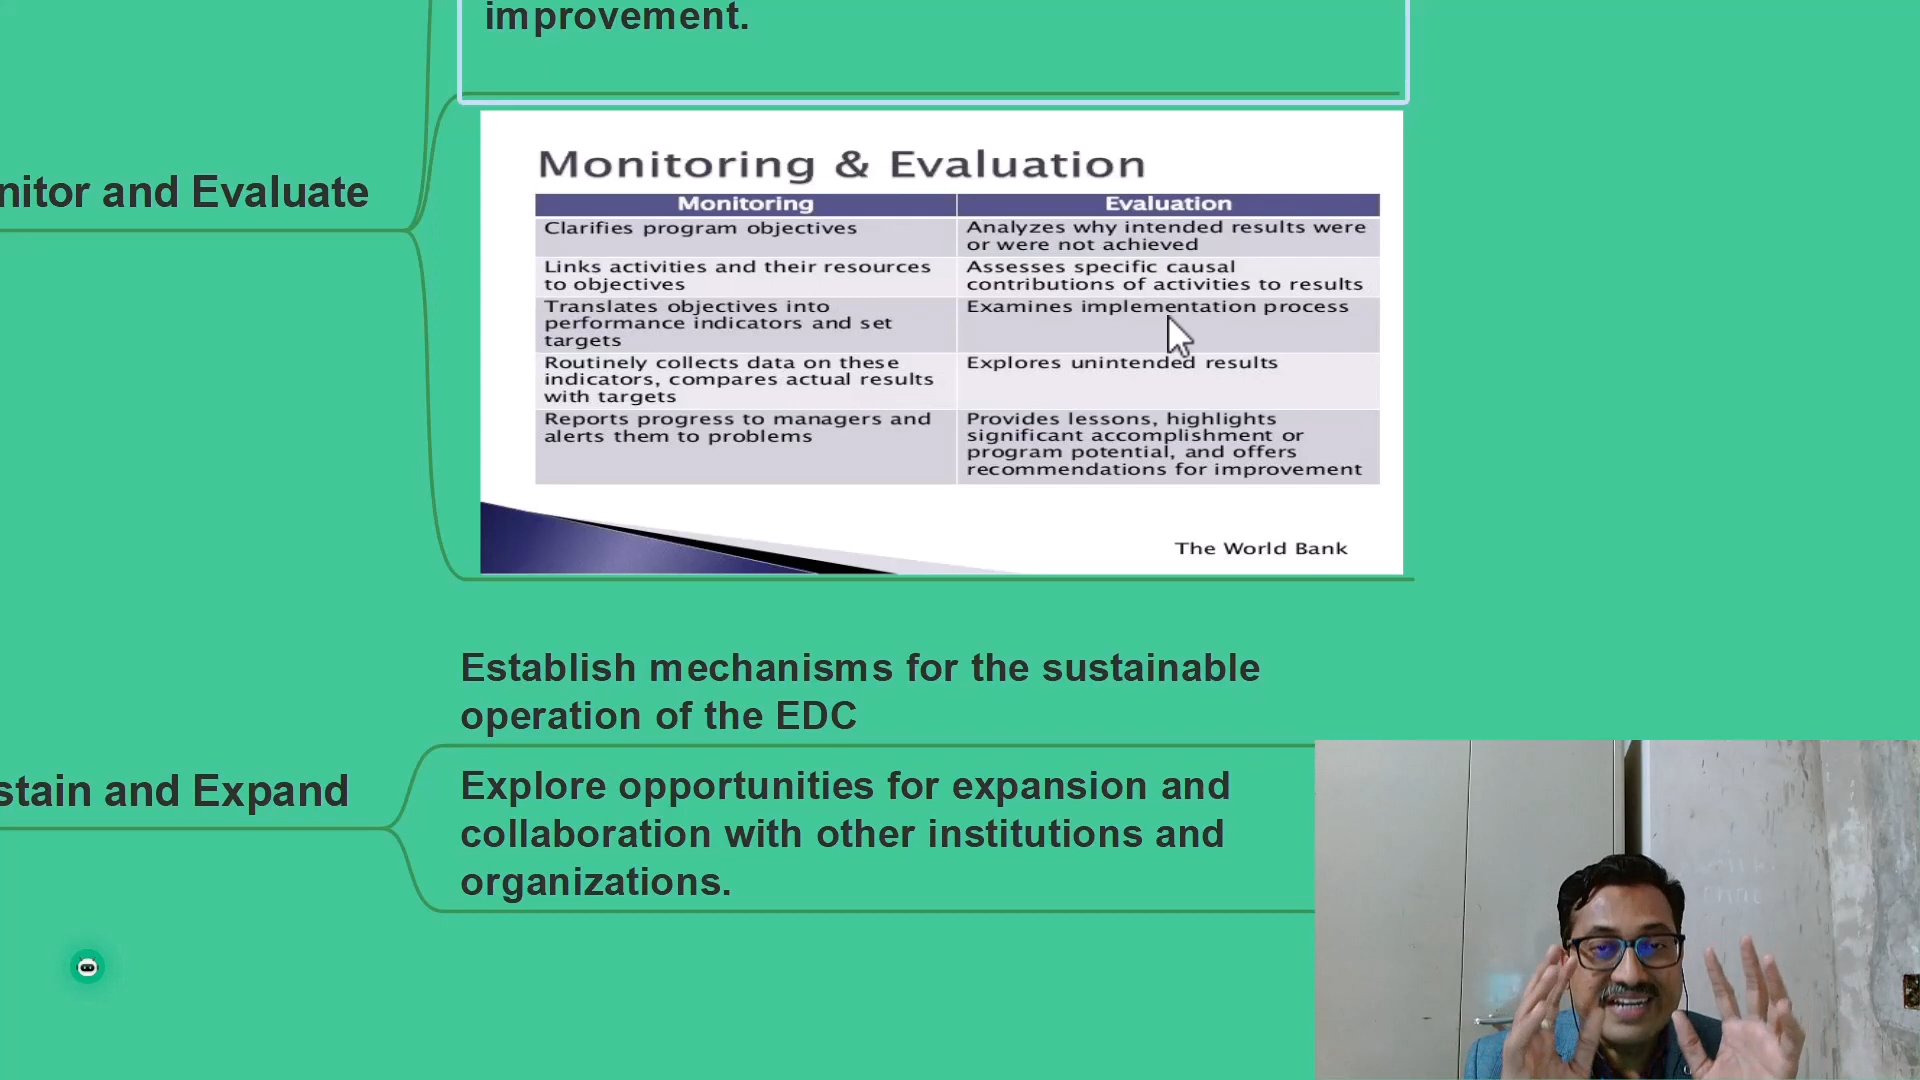 improvement.
nitor and Evaluate
Monitoring & Evaluation
Monitoring
Evaluation
Clarifies program objectives
Analyzes why intended results were
or were not achieved
Links activities and their resources
to objectives
Assesses specific causal
contributions of activities to results
Translates objectives into
performance indicators and set
targets
Examines implementation process
Routinely collects data on these
indicators, compares actual results
with targets
Explores unintended results
Reports progress to managers and
alerts them to problems
Provides lessons, highlights
significant accomplishment or
program potential, and offers
recommendations for improvement
The World Bank
stain and Expand
Establish mechanisms for the sustainable
operation of the EDC
Explore opportunities for expansion and
collaboration with other institutions and
organizations.